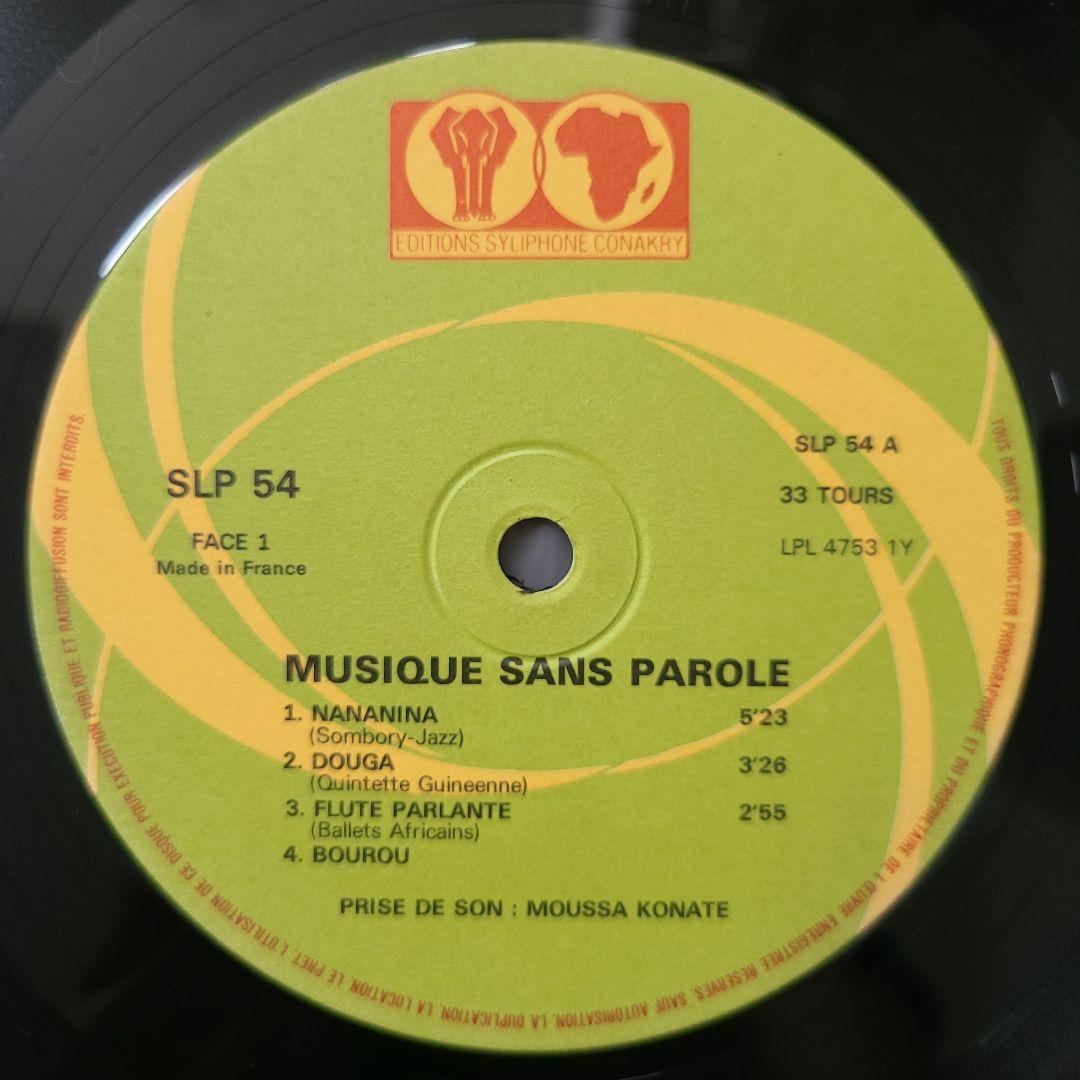 EDITIONS SYLIPHONE CONAKRY
SLP 54
FACE 1
Made in France
SLP 54 A
33 TOURS
LPL 4753 1Y
MUSIQUE SANS PAROLE
1. NANANINA 5'23
(Sombory-Jazz)
2. DOUGA 3'26
(Quintette Guineenne)
3. FLUTE PARLANTE 2'55
(Ballets Africains)
4. BOUROU
PRISE DE SON : MOUSSA KONATE
TOUS DROITS DU PRODUCTEUR PHONOGRAPHIQUE ET DU PROPRIETAIRE DE L'ŒUVRE ENREGISTREE RESERVES. SAUF AUTORISATION, LA DUPLICATION, LA LOCATION, LE PRET, L'UTILISATION DE CE DISQUE POUR EXECUTION PUBLIQUE ET RADIODIFFUSION SONT INTERDITS.